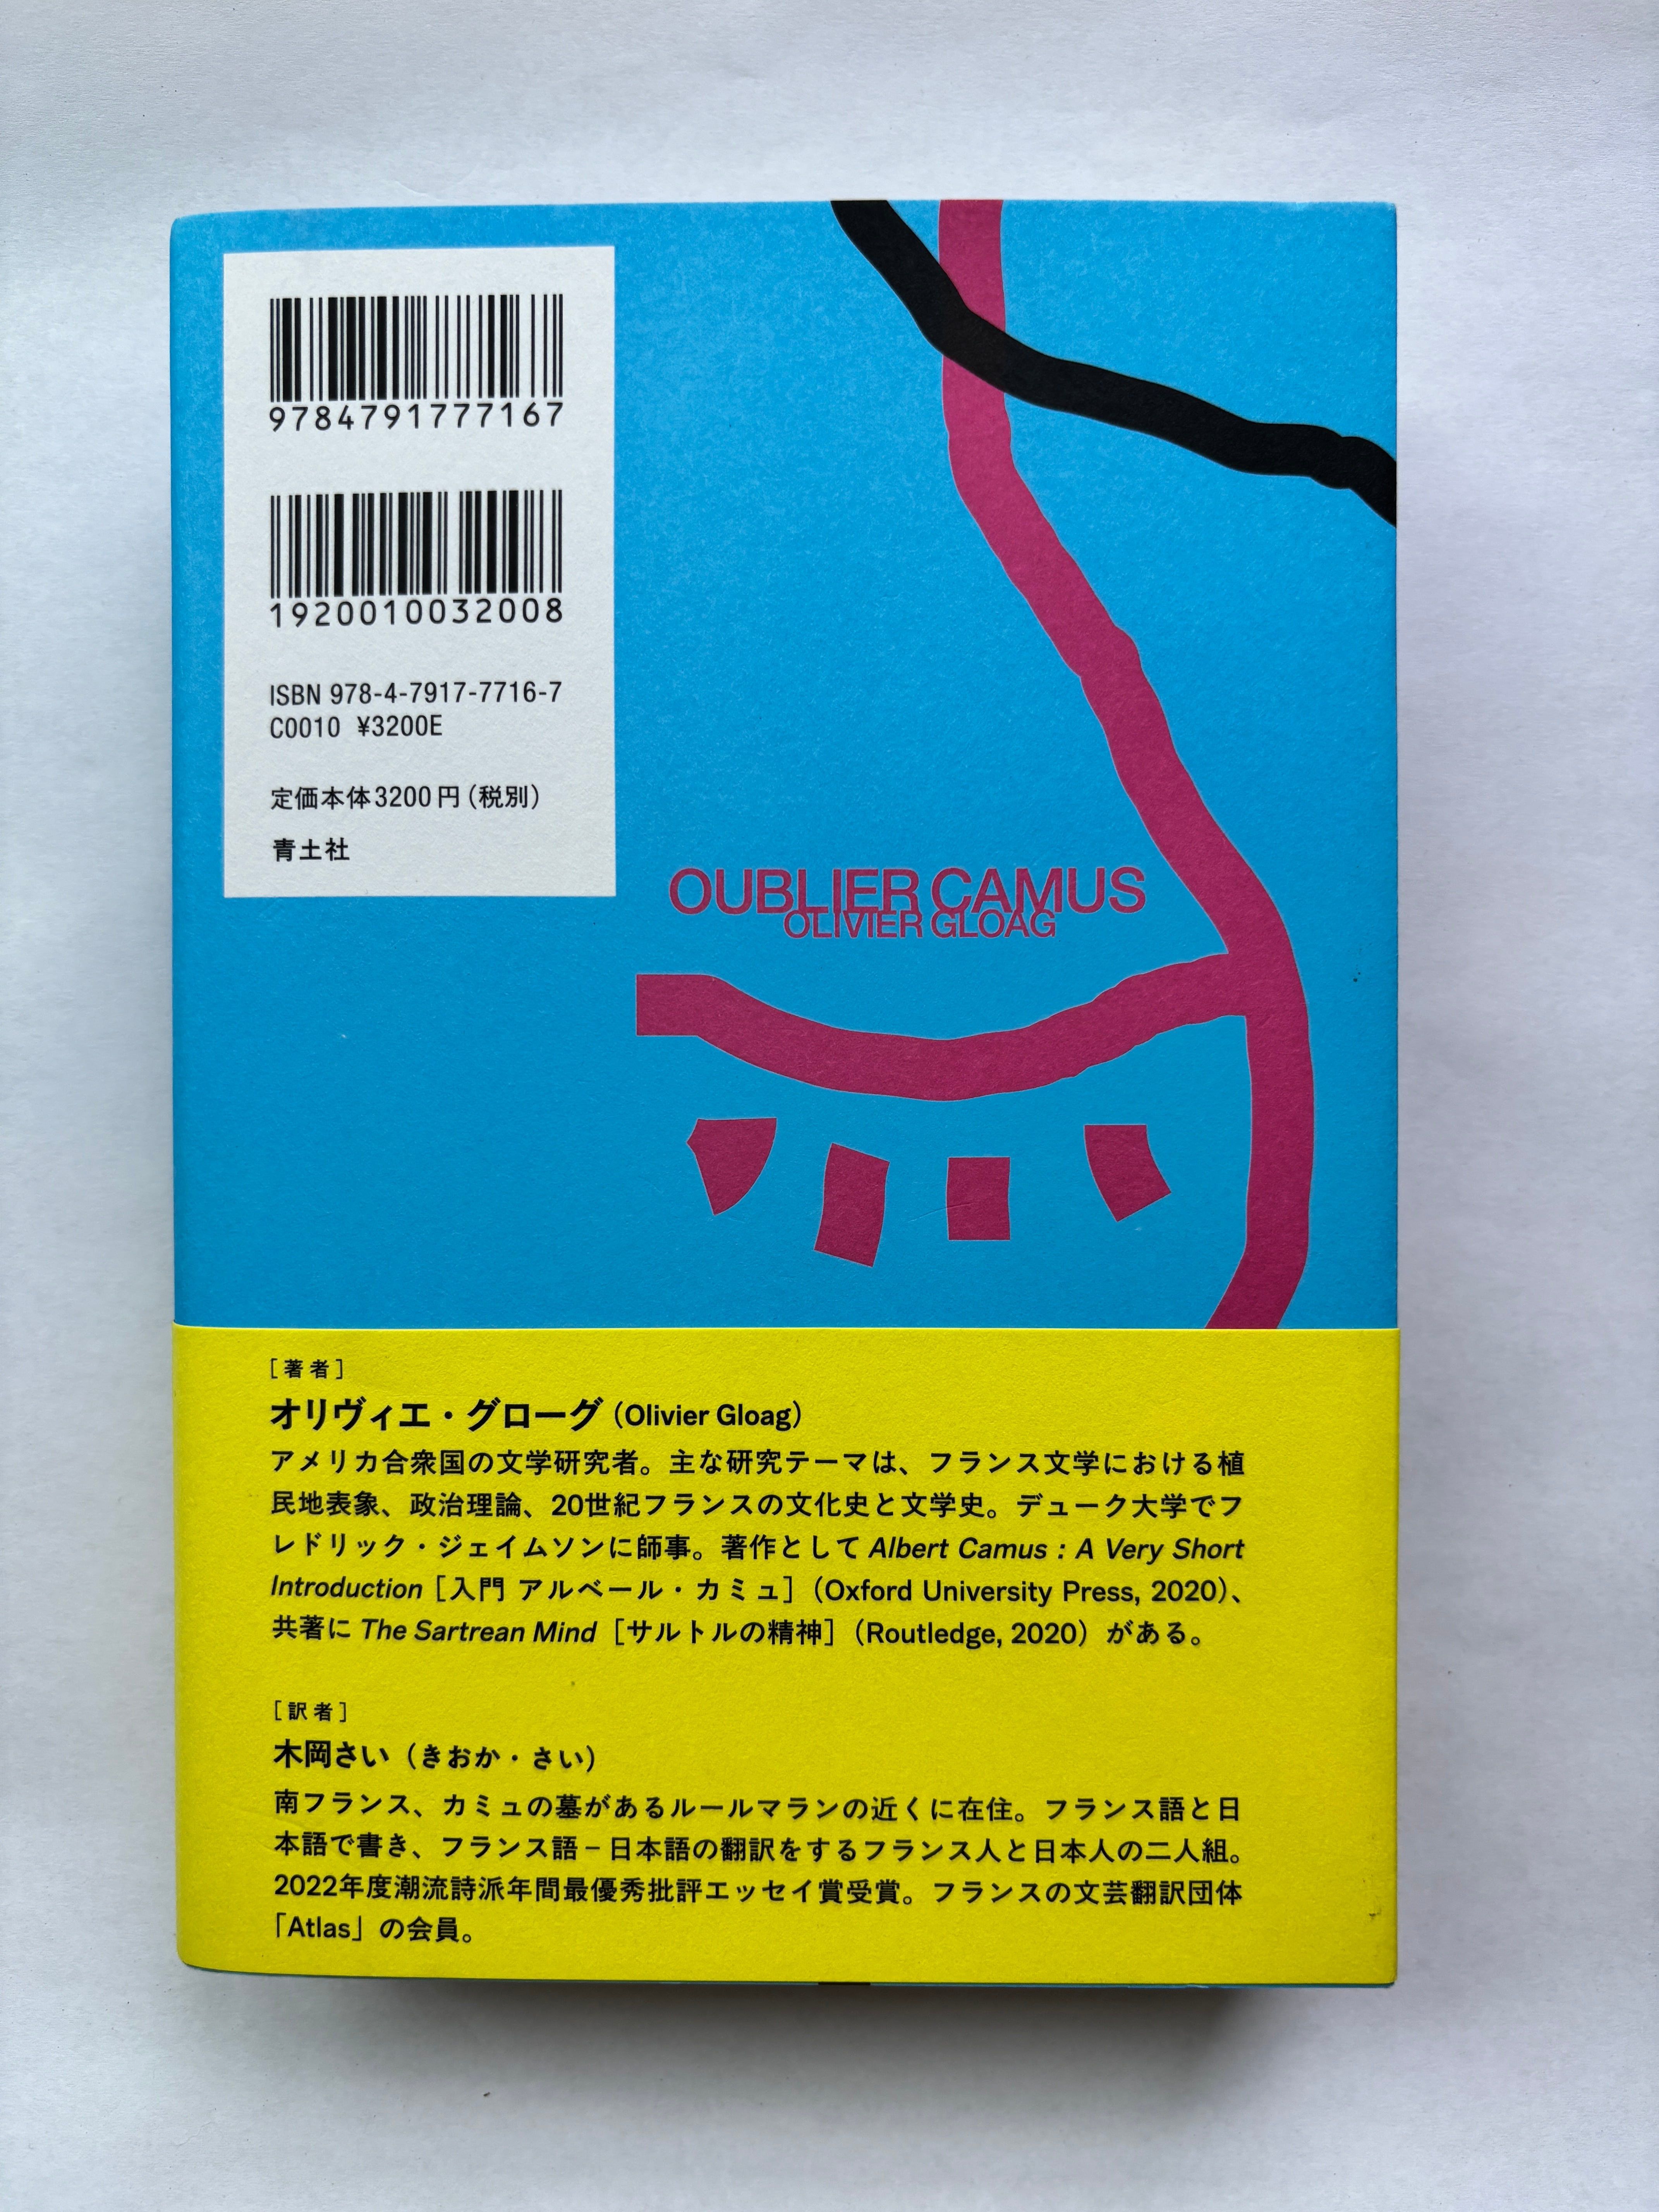 9784791777167
1920010032008
ISBN 978-4-7917-7716-7
C0010 ¥3200E
定価本体3200円（税別）
青土社
OUBLIER CAMUS
OLIVIER GLOAG
［著者］
オリヴィエ・グローグ（Olivier Gloag）
アメリカ合衆国の文学研究者。主な研究テーマは、フランス文学における植
民地表象、政治理論、20世紀フランスの文化史と文学史。デューク大学でフ
レドリック・ジェイムソンに師事。著作として Albert Camus : A Very Short
Introduction［入門 アルベール・カミュ］（Oxford University Press, 2020）、
共著に The Sartrean Mind［サルトルの精神］（Routledge, 2020）がある。
［訳者］
木岡さい（きおか・さい）
南フランス、カミュの墓があるルールマランの近くに在住。フランス語と日
本語で書き、フランス語−日本語の翻訳をするフランス人と日本人の二人組。
2022年度潮流詩派年間最優秀批評エッセイ賞受賞。フランスの文芸翻訳団体
「Atlas」の会員。